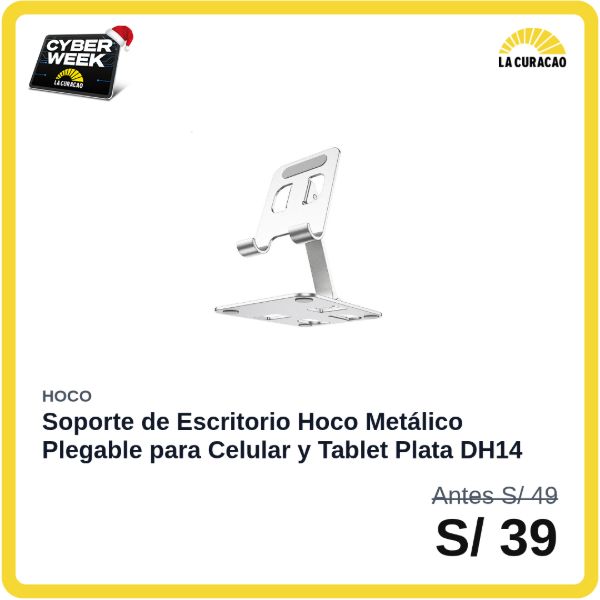 CYBER
WEEK
LA CURACAO
LA CURACAO
HOCO
Soporte de Escritorio Hoco Metálico
Plegable para Celular y Tablet Plata DH14
Antes S/ 49
S/ 39